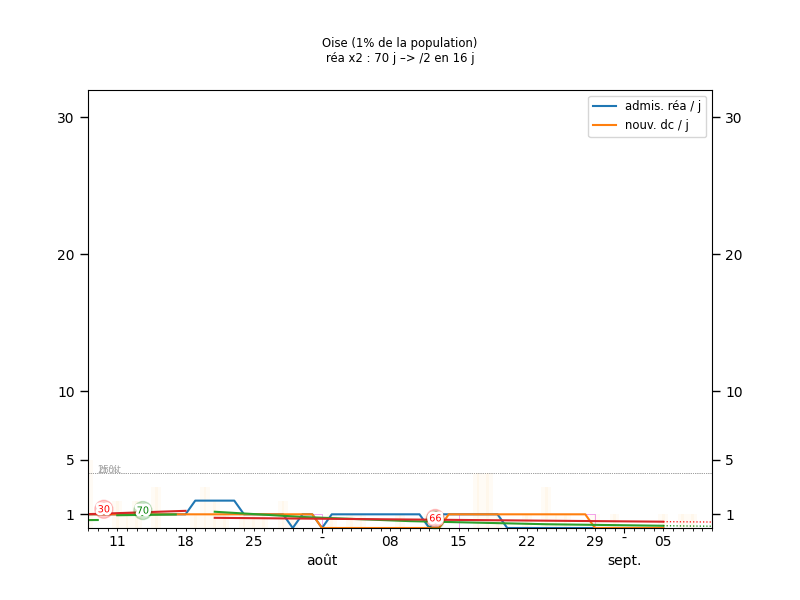 Oise (1% de la population)
réa x2 : 70 j –> /2 en 16 j
admis. réa / j
nouv. dc / j
30 30
20 20
10 10
5 5
1 1
30 70 66
11 18 25 - 08 15 22 29 - 05
août sept.